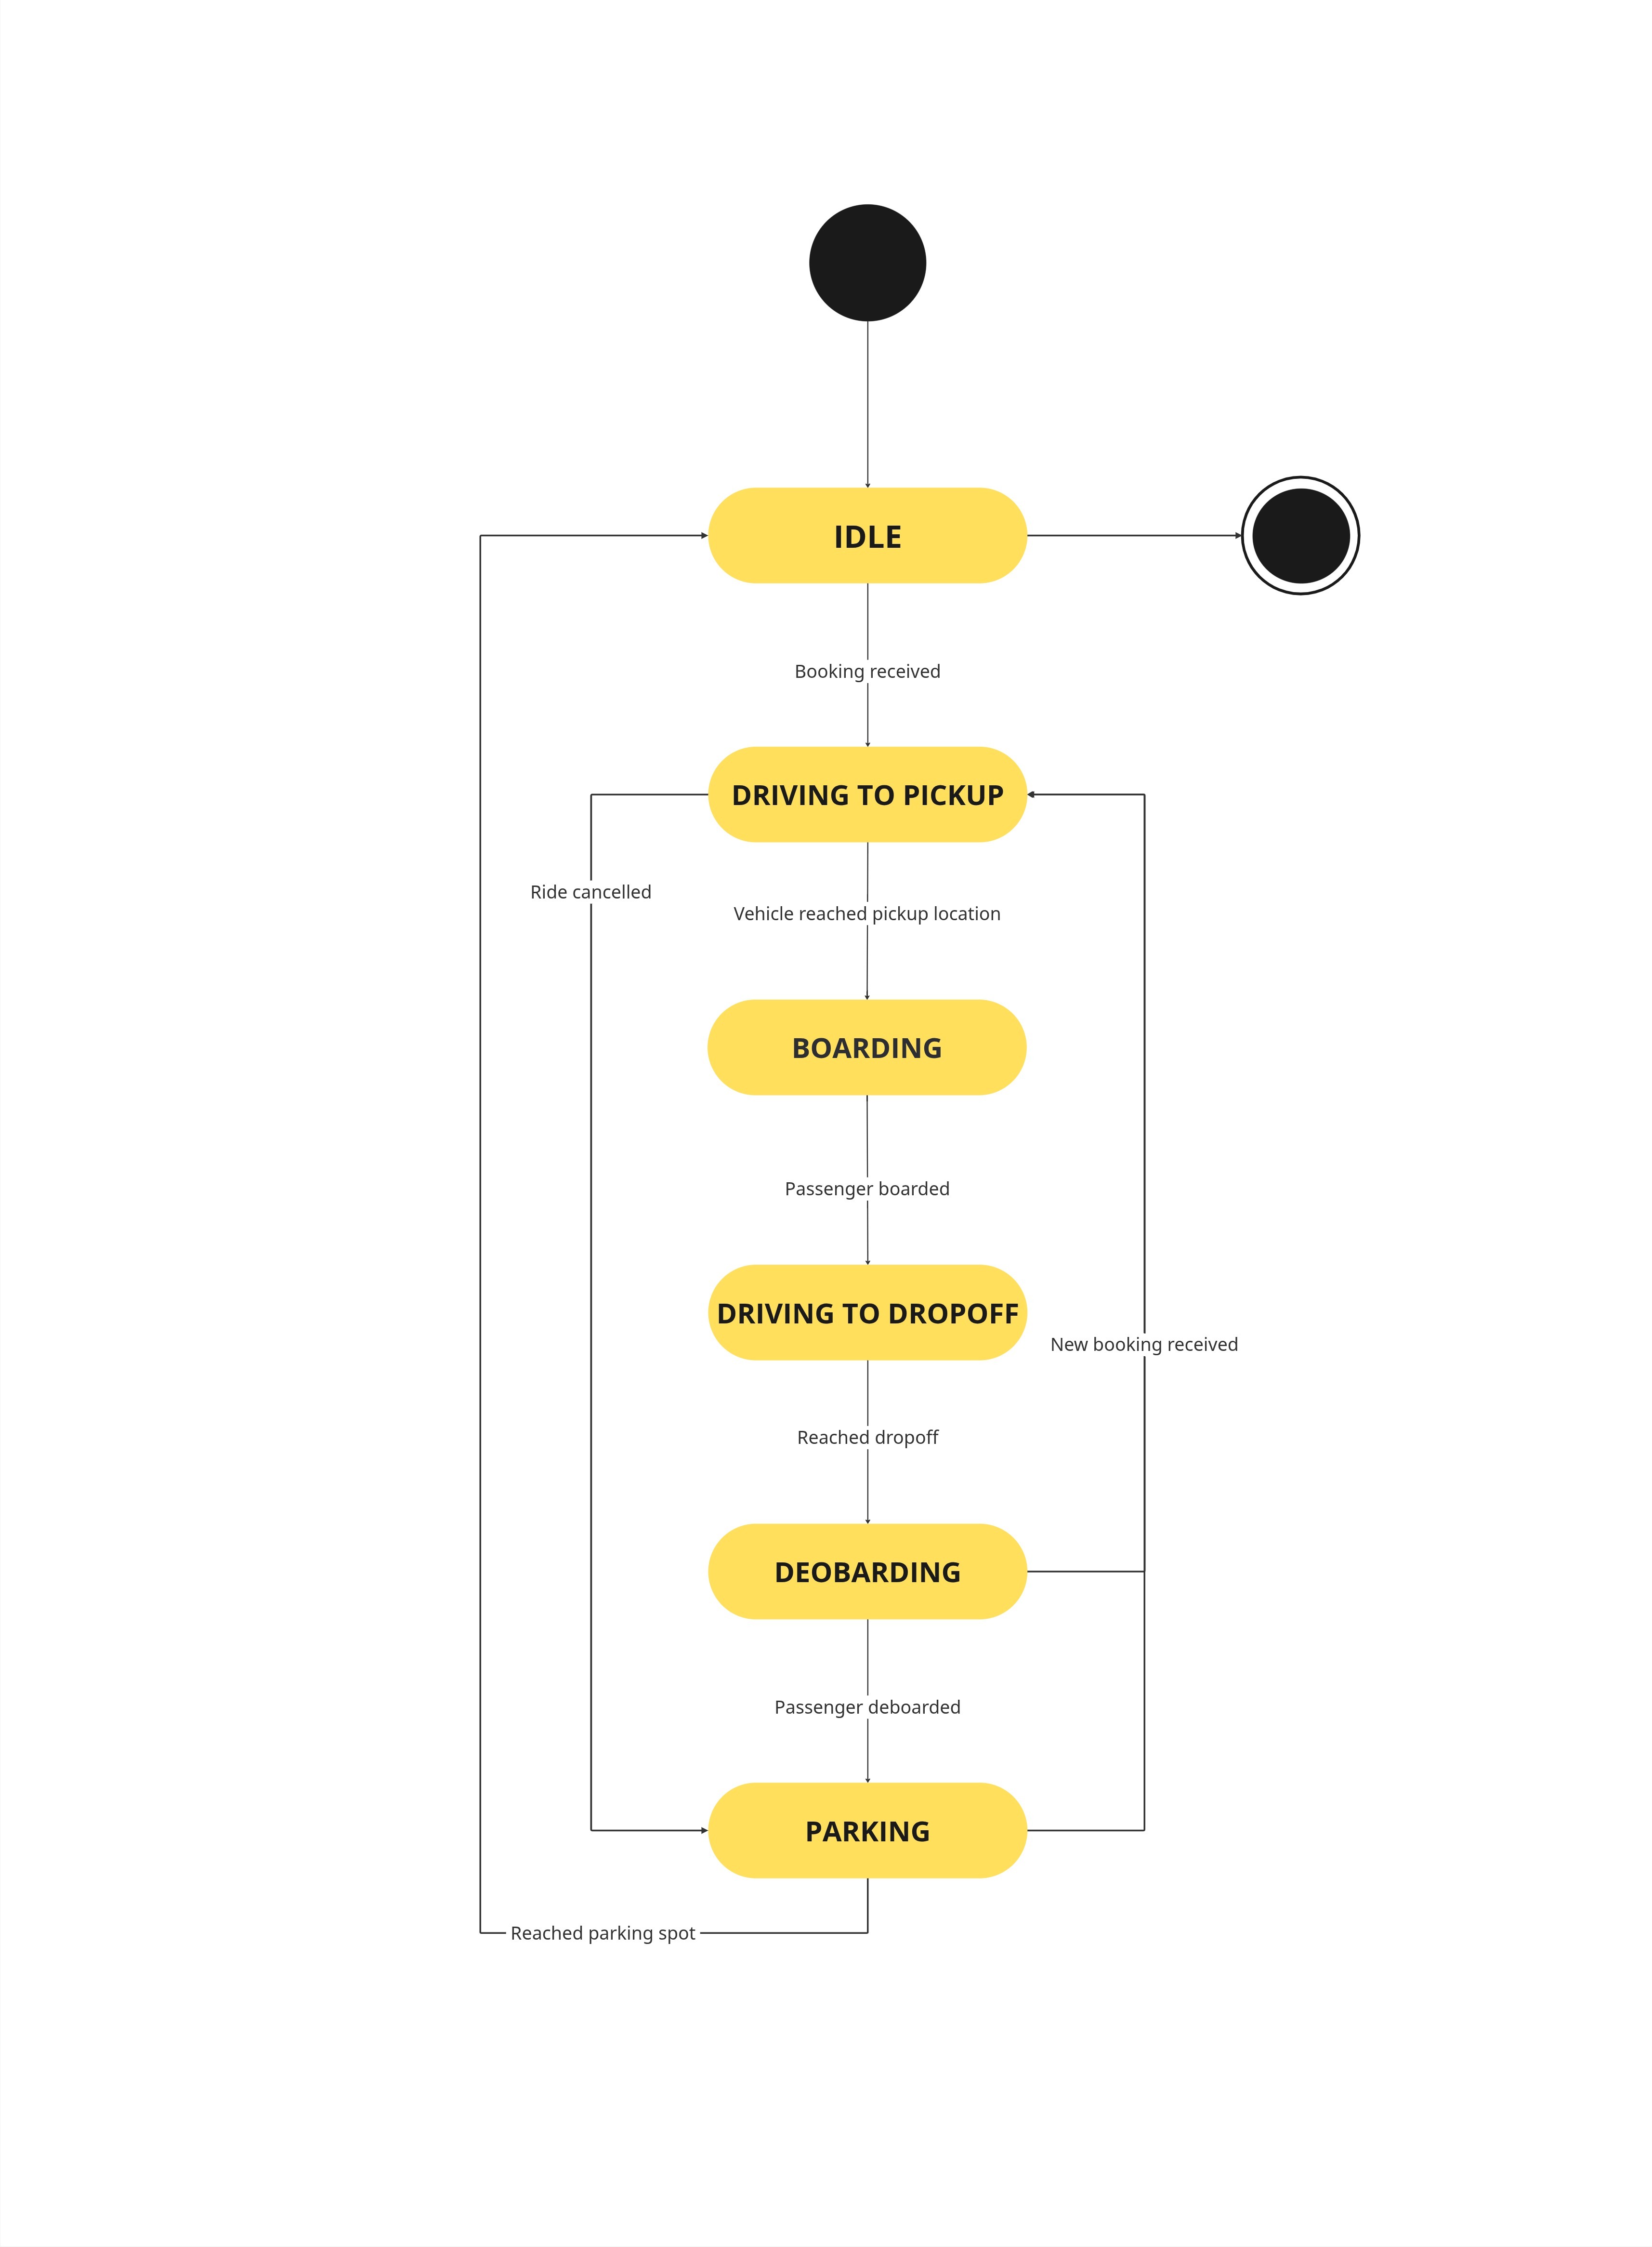 IDLE
Booking received
DRIVING TO PICKUP
Ride cancelled
Vehicle reached pickup location
BOARDING
Passenger boarded
DRIVING TO DROPOFF
New booking received
Reached dropoff
DEOBARDING
Passenger deboarded
PARKING
Reached parking spot